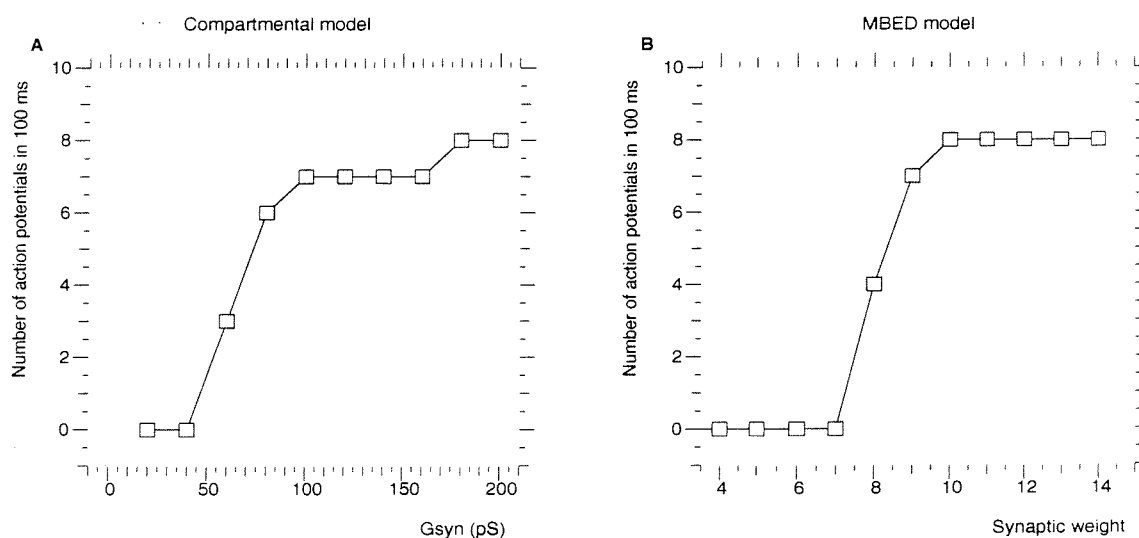 Compartmental model
A
Number of action potentials in 100 ms
10
8
6
4
2
0
0 50 100 150 200
Gsyn (pS)
MBED model
B
Number of action potentials in 100 ms
10
8
6
4
2
0
4 6 8 10 12 14
Synaptic weight